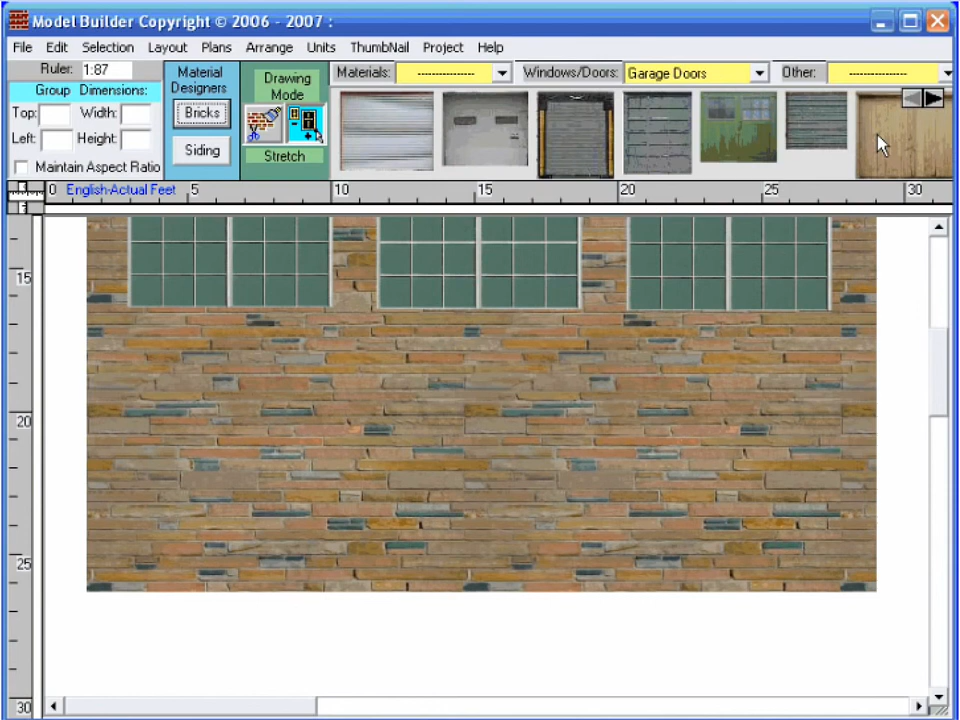 Model Builder Copyright © 2006 - 2007 :
File Edit Selection Layout Plans Arrange Units ThumbNail Project Help
Ruler: 1:87
Group Dimensions:
Top: Width:
Left: Height:
Maintain Aspect Ratio
Material
Designers
Bricks
Siding
Drawing
Mode
Stretch
Materials: ---------------- Windows/Doors: Garage Doors Other: ----------------
0 English-Actual Feet 5 10 15 20 25 30
15
20
25
30